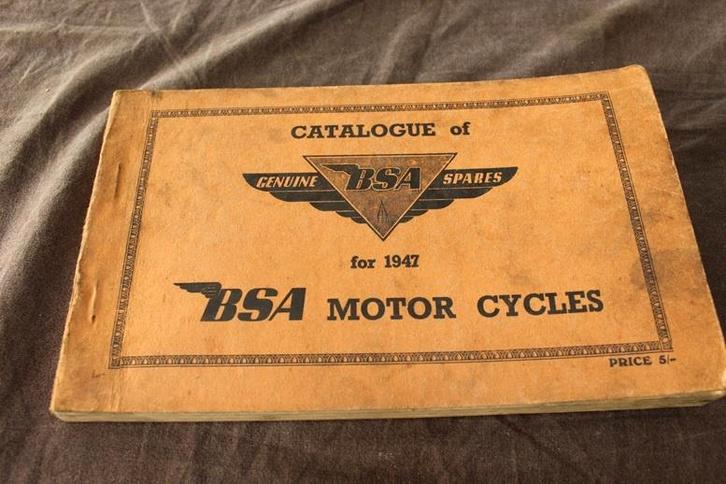 CATALOGUE of
GENUINE BSA SPARES
for 1947
BSA MOTOR CYCLES
PRICE 5/-